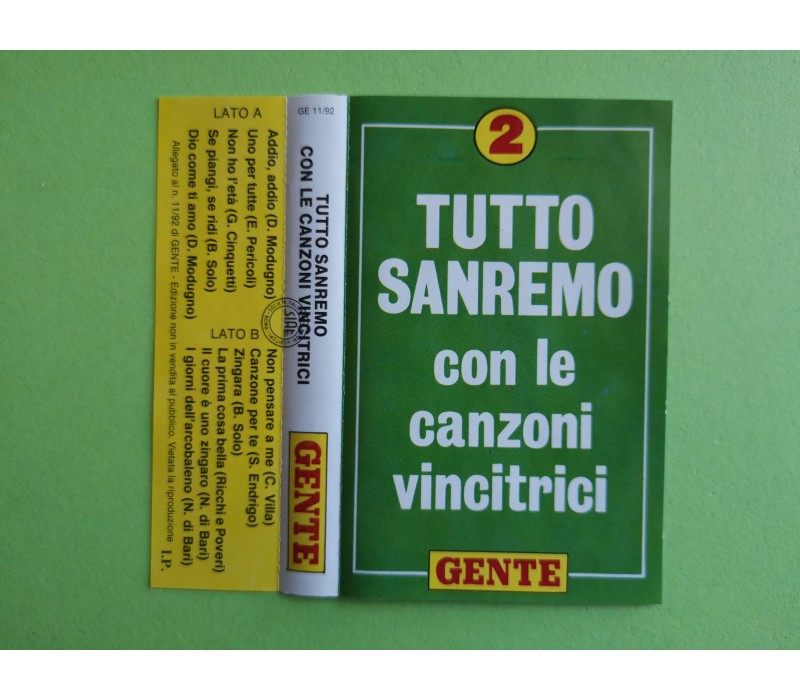 LATO A
Addio, addio (D. Modugno)
Uno per tutte (E. Pericoli)
Non ho l'età (G. Cinquetti)
Se piangi, se ridi (B. Solo)
Dio come ti amo (D. Modugno)
LATO B
Non pensare a me (C. Villa)
Canzone per te (S. Endrigo)
Zingara (B. Solo)
La prima cosa bella (Ricchi e Poveri)
Il cuore è uno zingaro (N. di Bari)
I giorni dell'arcobaleno (N. di Bari)
Allegato al n. 11/92 di GENTE - Edizione non in vendita al pubblico. Vietata la riproduzione I.P.
GE 11/92
TUTTO SANREMO
CON LE CANZONI VINCITRICI
SIAE
GENTE
2
TUTTO
SANREMO
con le
canzoni
vincitrici
GENTE